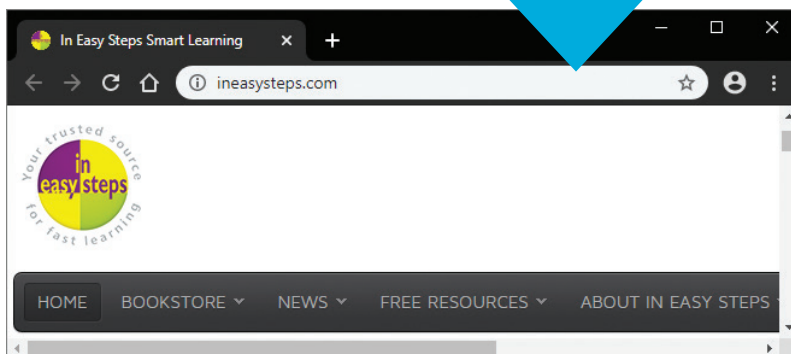 In Easy Steps Smart Learning
ineasysteps.com
Your trusted source
in
easy steps
for fast learning
HOME BOOKSTORE NEWS FREE RESOURCES ABOUT IN EASY STEPS